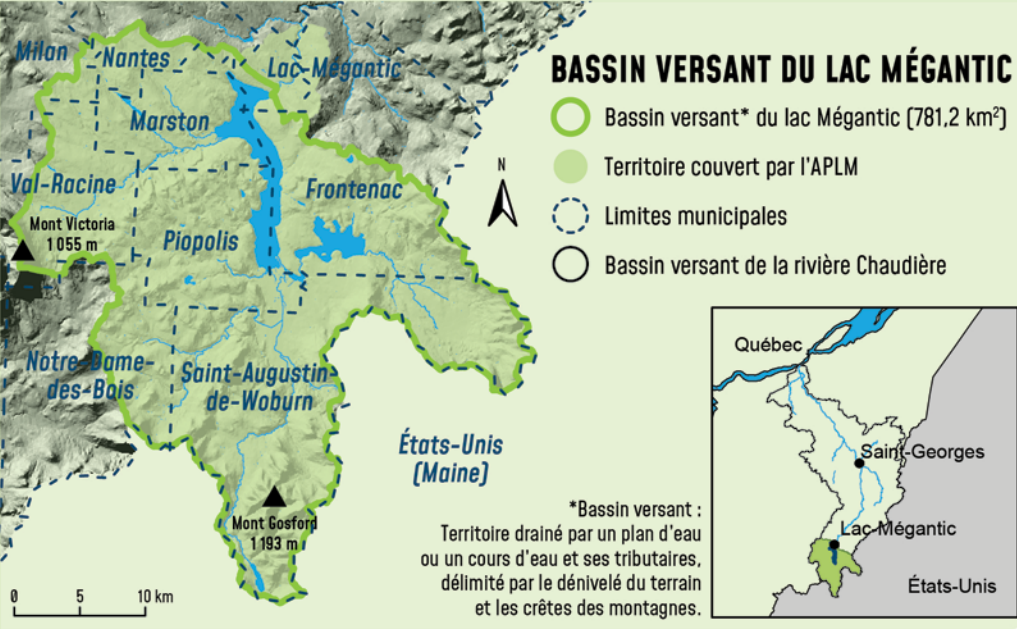 BASSIN VERSANT DU LAC MÉGANTIC
Bassin versant* du lac Mégantic (781,2 km²)
Territoire couvert par l'APLM
Limites municipales
Bassin versant de la rivière Chaudière
N
Milan
Nantes
Lac-Mégantic
Marston
Val-Racine
Frontenac
Mont Victoria
1 055 m
Piopolis
Notre-Dame-
des-Bois
Saint-Augustin-
de-Woburn
États-Unis
(Maine)
Mont Gosford
1 193 m
0 5 10 km
*Bassin versant :
Territoire drainé par un plan d'eau
ou un cours d'eau et ses tributaires,
délimité par le dénivelé du terrain
et les crêtes des montagnes.
Québec
Saint-Georges
Lac-Mégantic
États-Unis